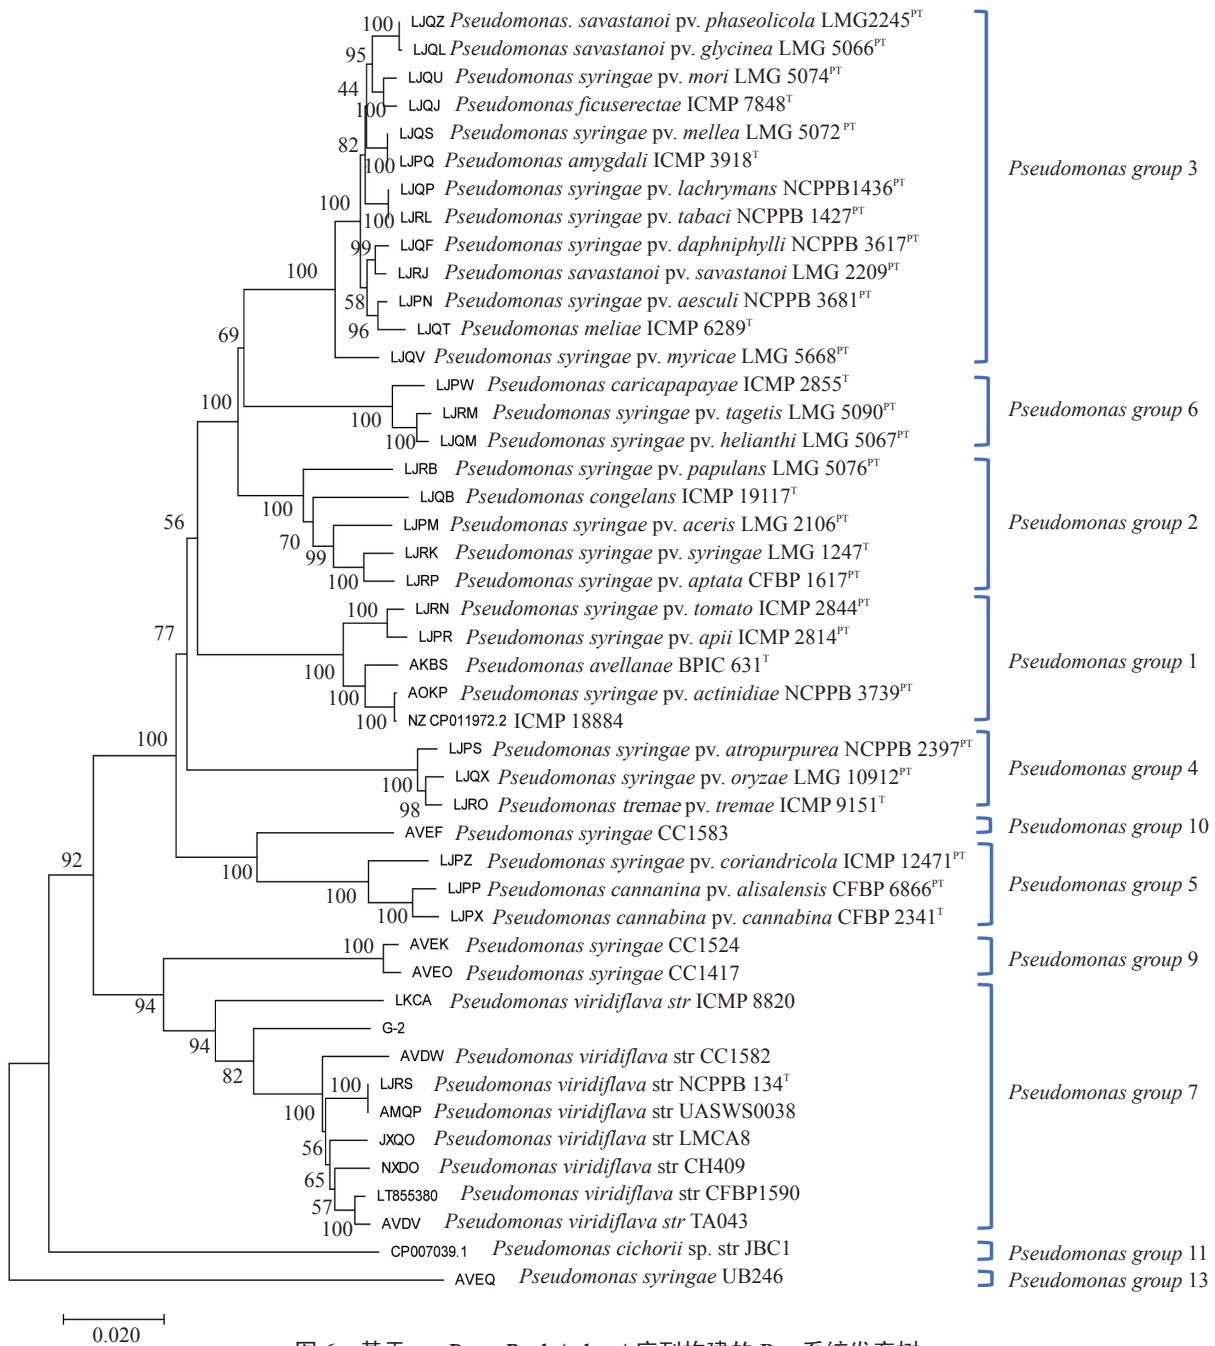 100 LJQZ Pseudomonas. savastanoi pv. phaseolicola LMG2245PT
95 LJQL Pseudomonas savastanoi pv. glycinea LMG 5066PT
44 LJQU Pseudomonas syringae pv. mori LMG 5074PT
100 LJQJ Pseudomonas ficuserectae ICMP 7848T
82 LJQS Pseudomonas syringae pv. mellea LMG 5072 PT
100 LJPQ Pseudomonas amygdali ICMP 3918T
Pseudomonas group 3
LJQP Pseudomonas syringae pv. lachrymans NCPPB1436PT
100 100 LJRL Pseudomonas syringae pv. tabaci NCPPB 1427PT
99 LJQF Pseudomonas syringae pv. daphniphylli NCPPB 3617PT
100 LJRJ Pseudomonas savastanoi pv. savastanoi LMG 2209PT
58 LJPN Pseudomonas syringae pv. aesculi NCPPB 3681PT
69 96 LJQT Pseudomonas meliae ICMP 6289T
LJQV Pseudomonas syringae pv. myricae LMG 5668PT
LJPW Pseudomonas caricapapayae ICMP 2855T
100 100 LJRM Pseudomonas syringae pv. tagetis LMG 5090PT
Pseudomonas group 6
100 LJQM Pseudomonas syringae pv. helianthi LMG 5067PT
LJRB Pseudomonas syringae pv. papulans LMG 5076PT
100 LJQB Pseudomonas congelans ICMP 19117T
56 LJPM Pseudomonas syringae pv. aceris LMG 2106PT
Pseudomonas group 2
70 99 LJRK Pseudomonas syringae pv. syringae LMG 1247T
100 LJRP Pseudomonas syringae pv. aptata CFBP 1617PT
100 LJRN Pseudomonas syringae pv. tomato ICMP 2844PT
77 LJPR Pseudomonas syringae pv. apii ICMP 2814PT
100 AKBS Pseudomonas avellanae BPIC 631T
Pseudomonas group 1
100 AOKP Pseudomonas syringae pv. actinidiae NCPPB 3739PT
100 NZ CP011972.2 ICMP 18884
100 LJPS Pseudomonas syringae pv. atropurpurea NCPPB 2397PT
100 LJQX Pseudomonas syringae pv. oryzae LMG 10912PT
Pseudomonas group 4
98 LJRO Pseudomonas tremae pv. tremae ICMP 9151T
AVEF Pseudomonas syringae CC1583
Pseudomonas group 10
92 100 LJPZ Pseudomonas syringae pv. coriandricola ICMP 12471PT
100 LJPP Pseudomonas cannanina pv. alisalensis CFBP 6866PT
Pseudomonas group 5
100 LJPX Pseudomonas cannabina pv. cannabina CFBP 2341T
100 AVEK Pseudomonas syringae CC1524
Pseudomonas group 9
AVEO Pseudomonas syringae CC1417
94 LKCA Pseudomonas viridiflava str ICMP 8820
G-2
94 AVDW Pseudomonas viridiflava str CC1582
82 100 LJRS Pseudomonas viridiflava str NCPPB 134T
Pseudomonas group 7
100 AMQP Pseudomonas viridiflava str UASWS0038
56 JXQO Pseudomonas viridiflava str LMCA8
65 NXDO Pseudomonas viridiflava str CH409
57 LT855380 Pseudomonas viridiflava str CFBP1590
100 AVDV Pseudomonas viridiflava str TA043
CP007039.1 Pseudomonas cichorii sp. str JBC1
Pseudomonas group 11
AVEQ Pseudomonas syringae UB246
Pseudomonas group 13
0.020